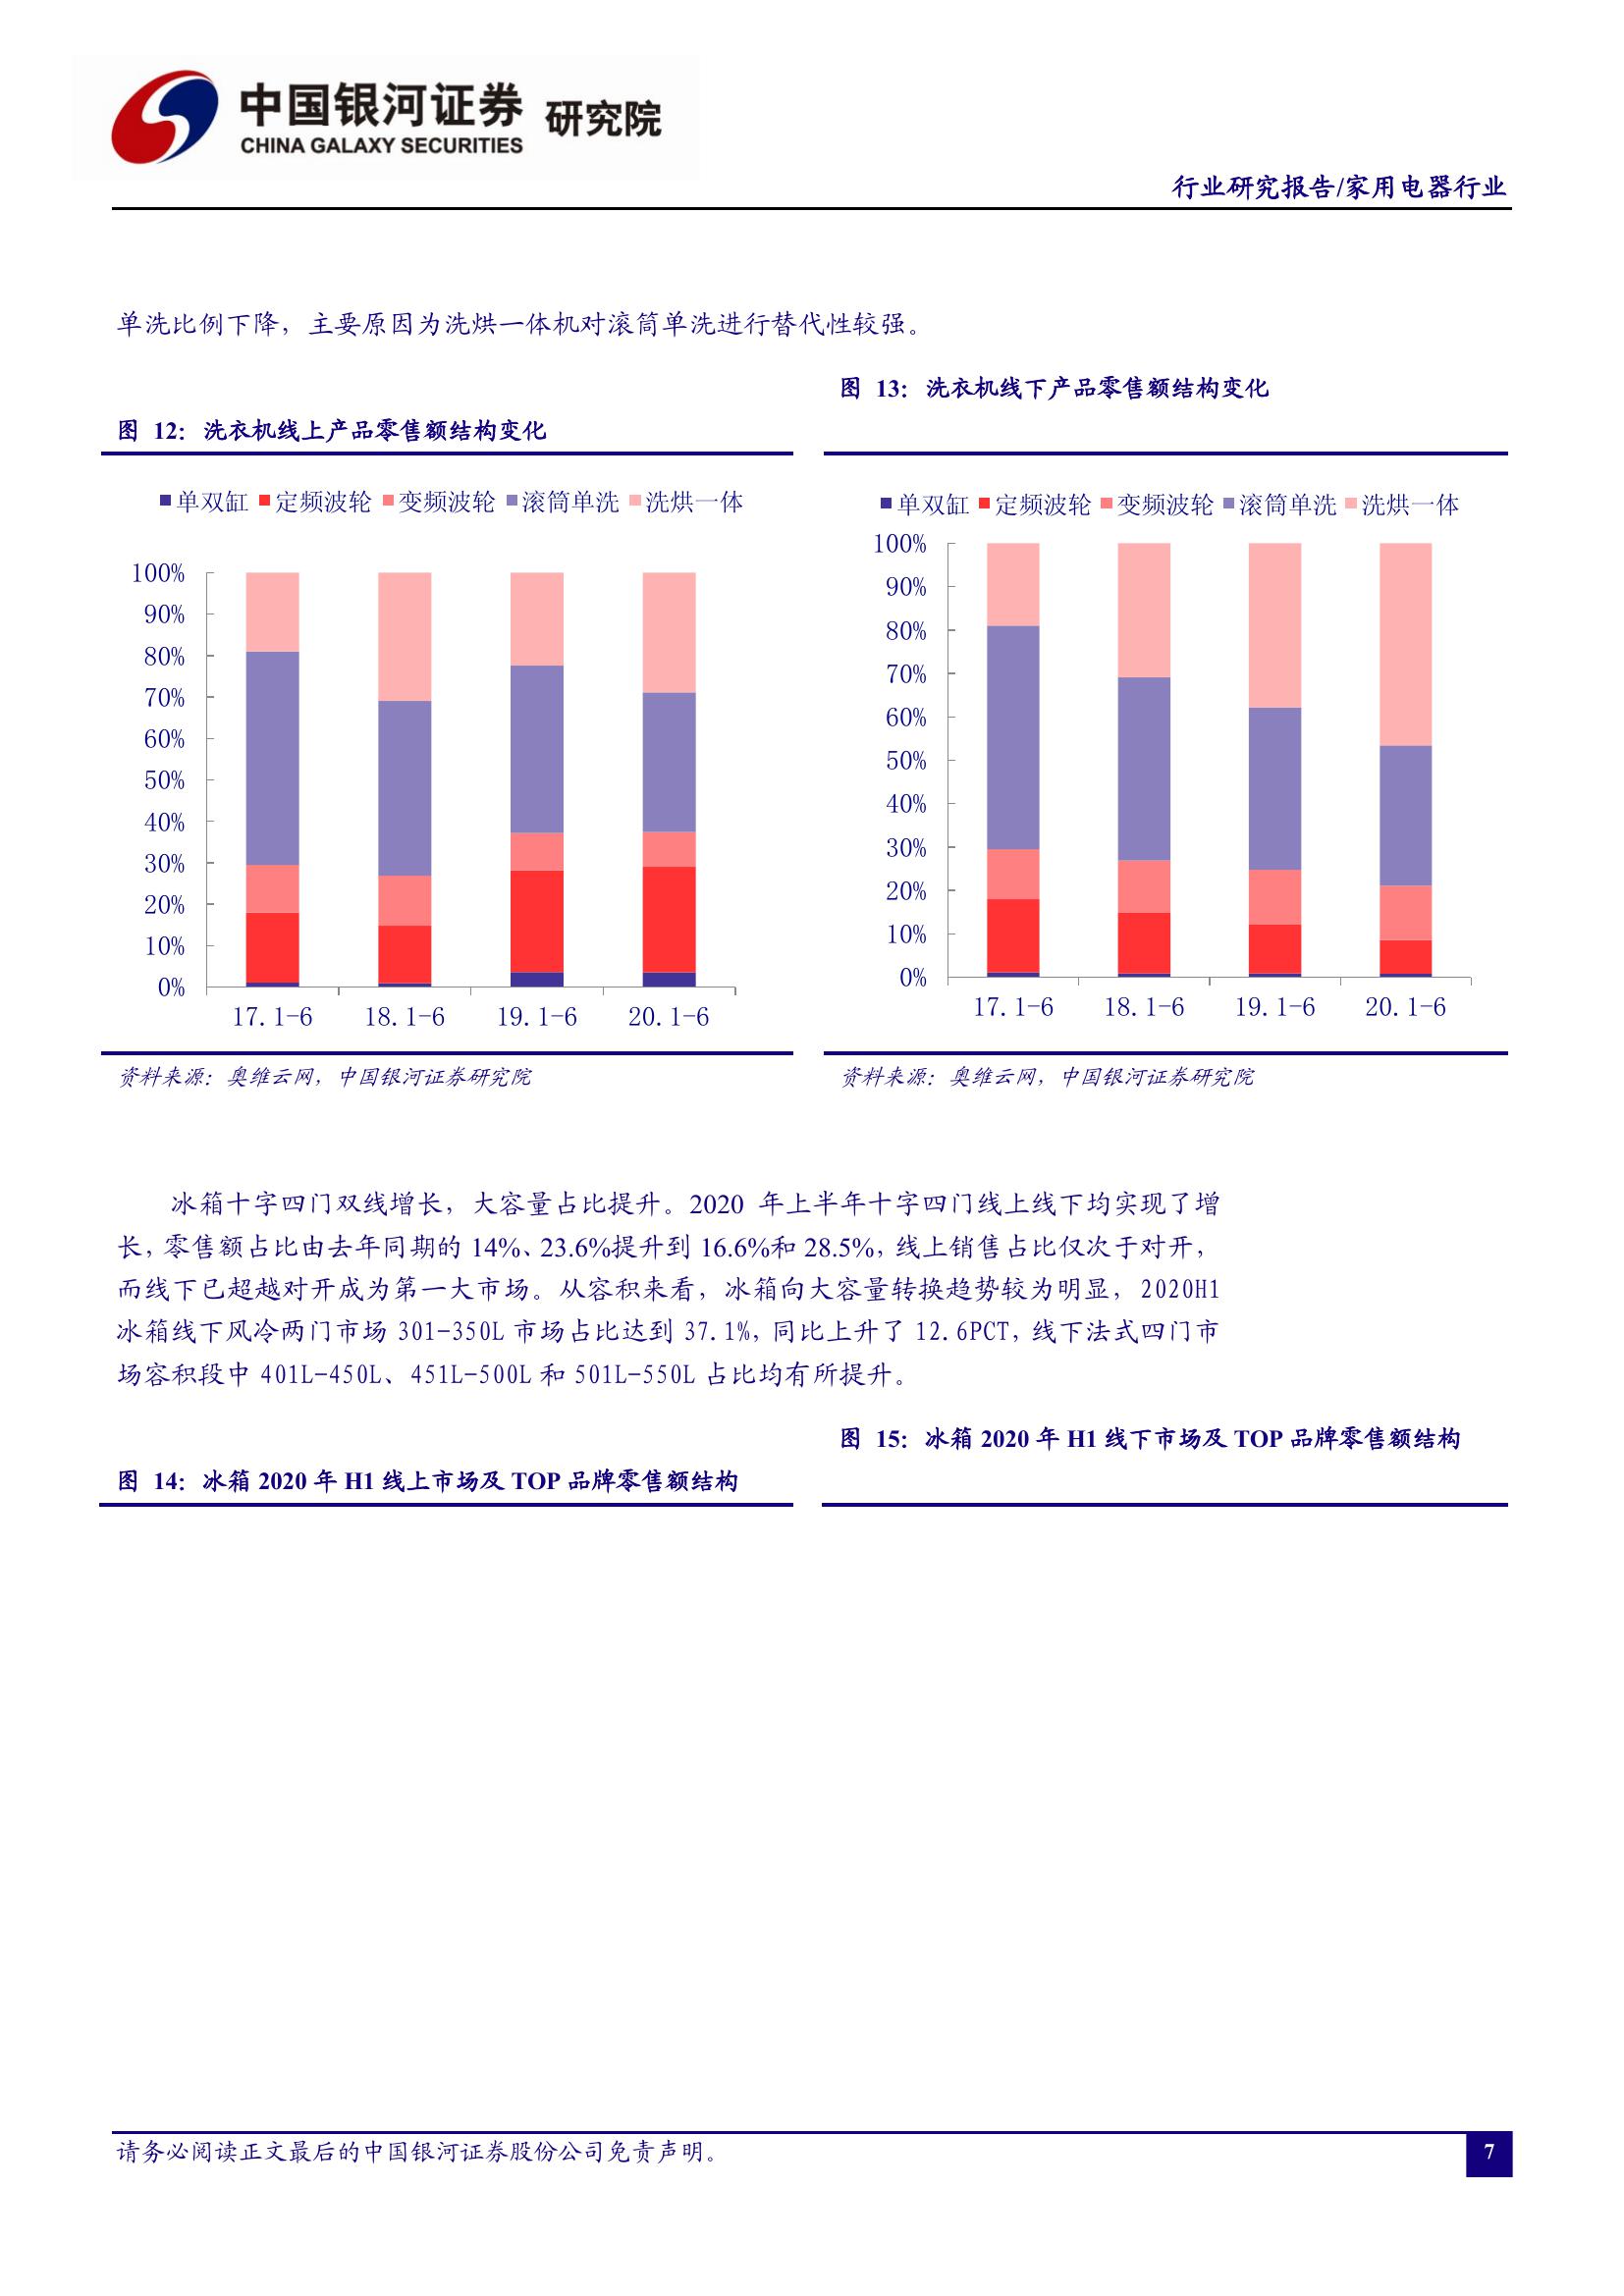 中国银河证券 研究院
CHINA GALAXY SECURITIES
行业研究报告/家用电器行业
单洗比例下降，主要原因为洗烘一体机对滚筒单洗进行替代性较强。
图 12：洗衣机线上产品零售额结构变化
单双缸 定频波轮 变频波轮 滚筒单洗 洗烘一体
100%
90%
80%
70%
60%
50%
40%
30%
20%
10%
0%
17.1-6 18.1-6 19.1-6 20.1-6
资料来源：奥维云网，中国银河证券研究院
图 13：洗衣机线下产品零售额结构变化
单双缸 定频波轮 变频波轮 滚筒单洗 洗烘一体
100%
90%
80%
70%
60%
50%
40%
30%
20%
10%
0%
17.1-6 18.1-6 19.1-6 20.1-6
资料来源：奥维云网，中国银河证券研究院
冰箱十字四门双线增长，大容量占比提升。2020 年上半年十字四门线上线下均实现了增
长，零售额占比由去年同期的 14%、23.6%提升到 16.6%和 28.5%，线上销售占比仅次于对开，
而线下已超越对开成为第一大市场。从容积来看，冰箱向大容量转换趋势较为明显，2020H1
冰箱线下风冷两门市场 301-350L 市场占比达到 37.1%，同比上升了 12.6PCT，线下法式四门市
场容积段中 401L-450L、451L-500L 和 501L-550L 占比均有所提升。
图 14：冰箱 2020 年 H1 线上市场及 TOP 品牌零售额结构
图 15：冰箱 2020 年 H1 线下市场及 TOP 品牌零售额结构
请务必阅读正文最后的中国银河证券股份公司免责声明。
7